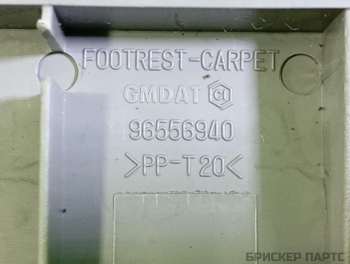 FOOTREST-CARPET
GMDAT
96556940
>PP-T20<
БРИСКЕР ПАРТС